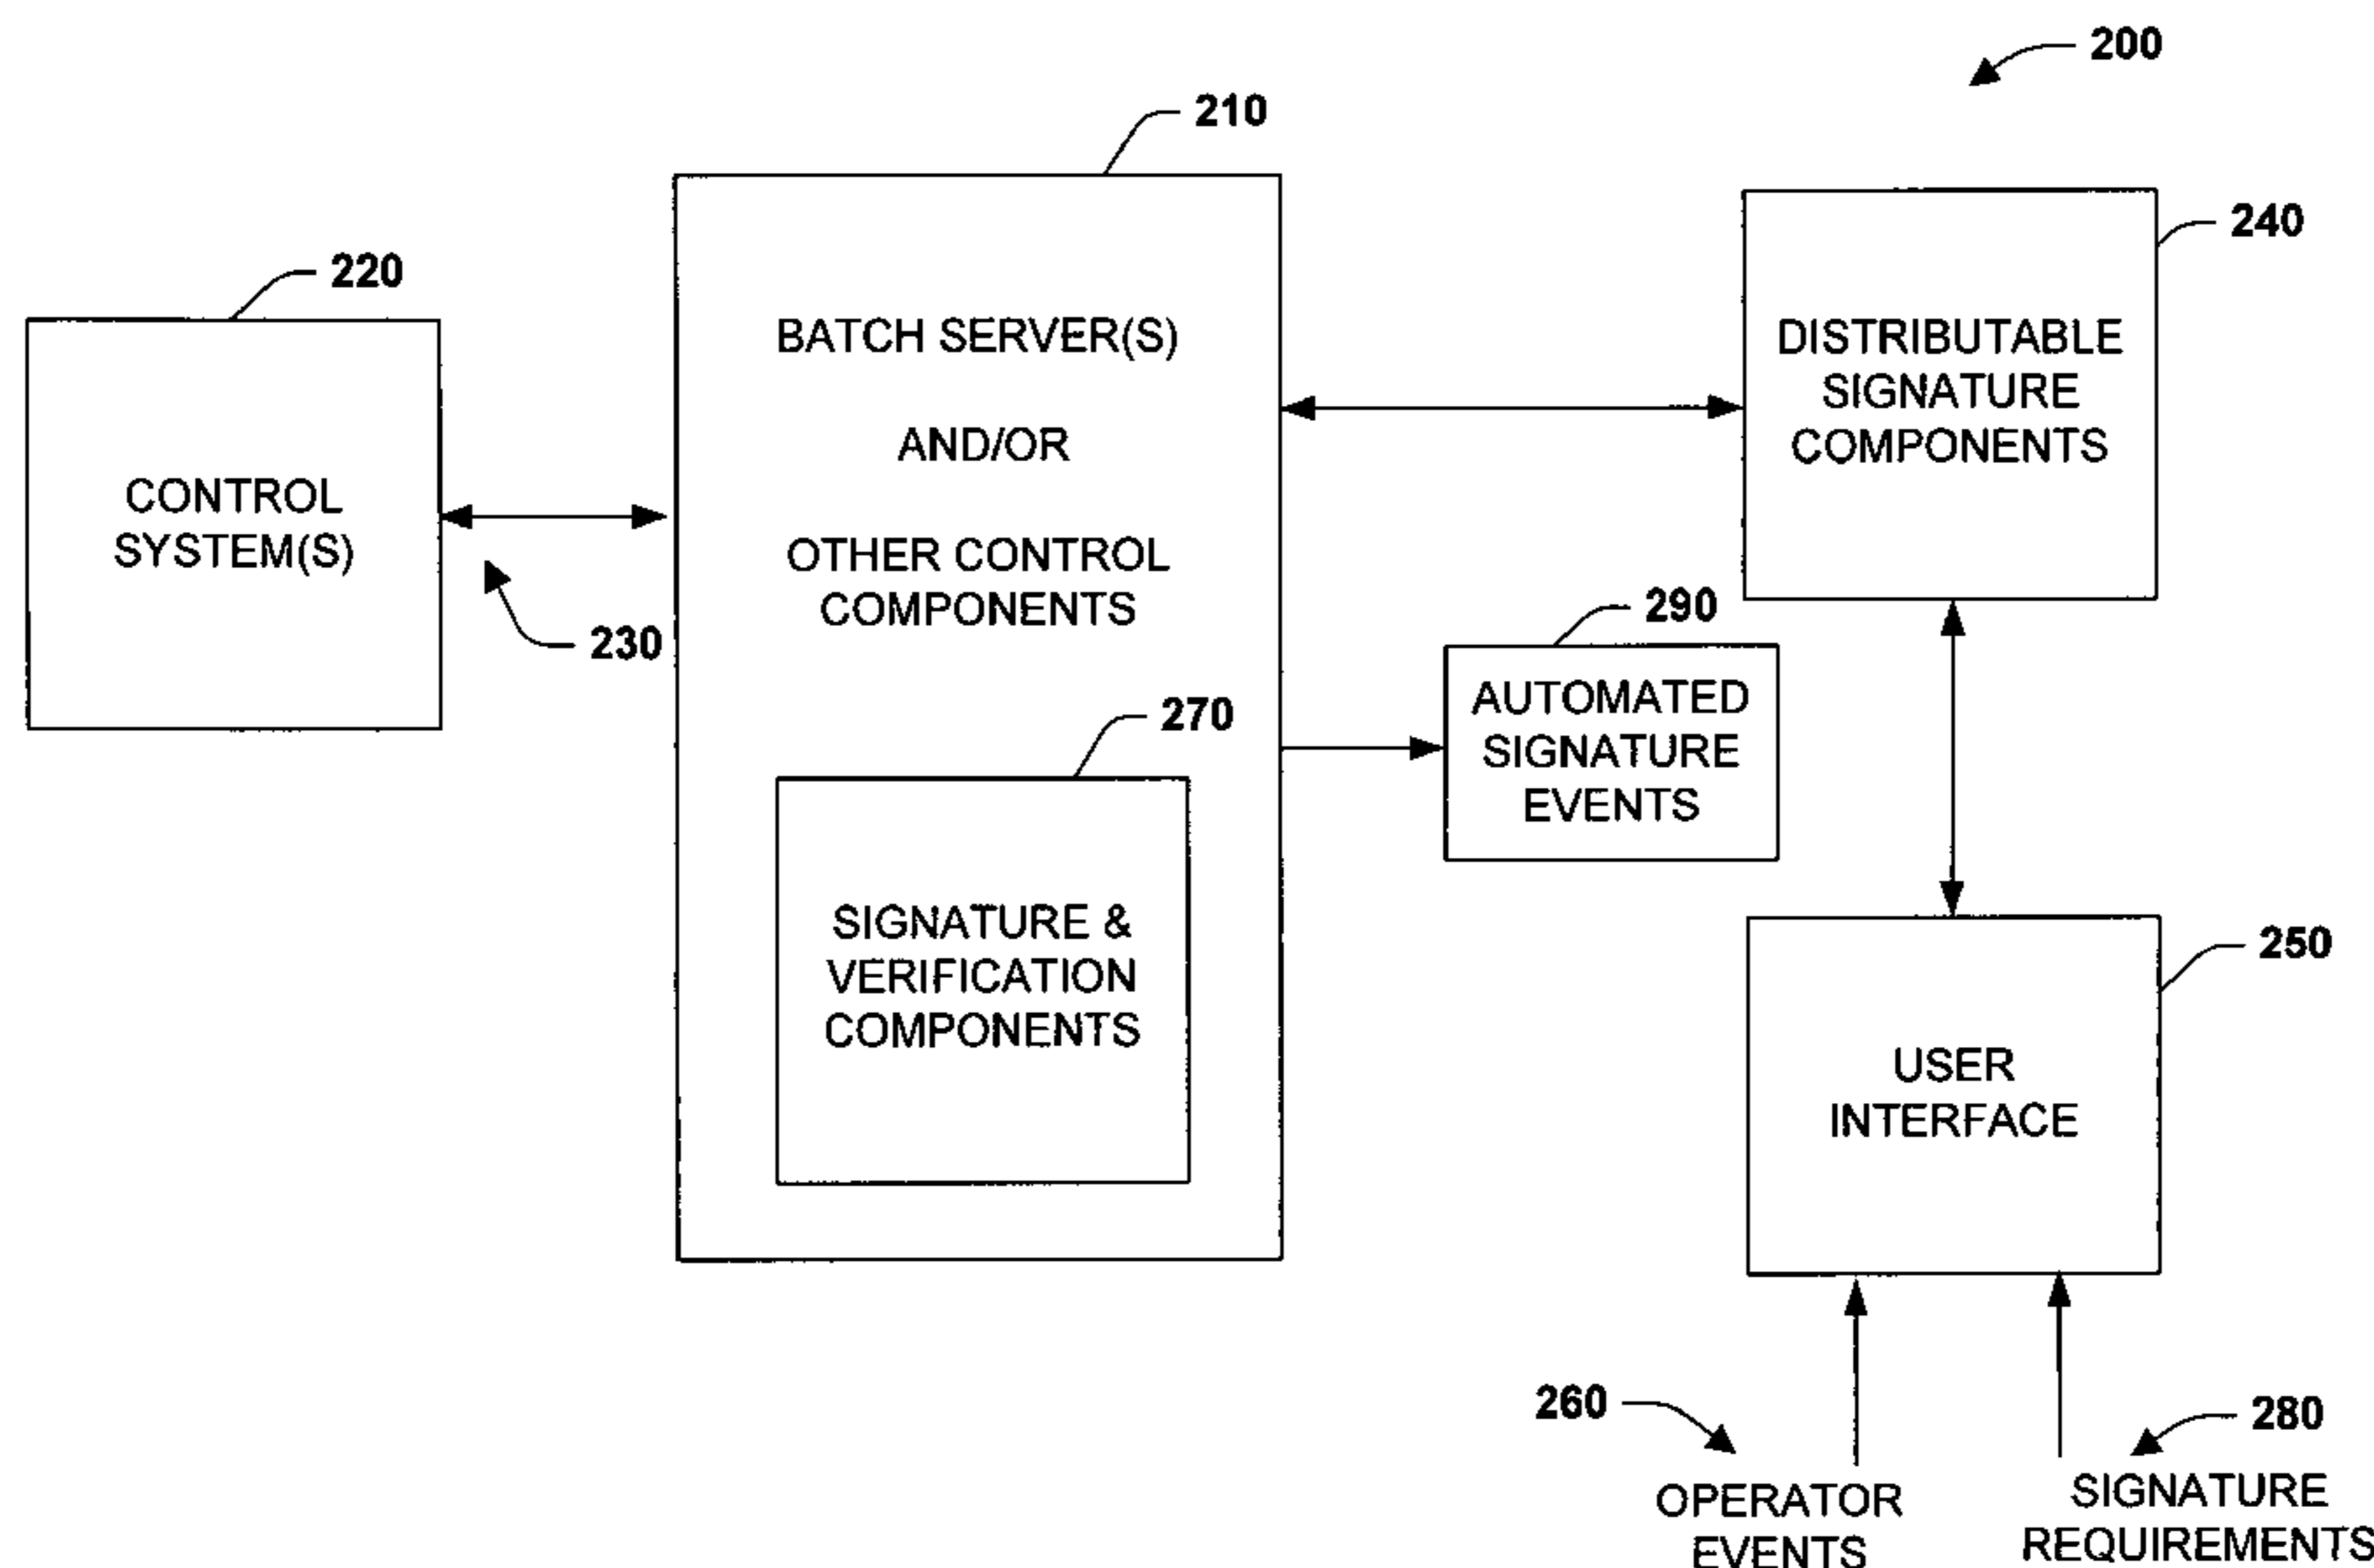 200
210
240
220
BATCH SERVER(S)
AND/OR
OTHER CONTROL
COMPONENTS
DISTRIBUTABLE
SIGNATURE
COMPONENTS
CONTROL
SYSTEM(S)
230
290
AUTOMATED
SIGNATURE
EVENTS
270
SIGNATURE &
VERIFICATION
COMPONENTS
250
USER
INTERFACE
260
OPERATOR
EVENTS
280
SIGNATURE
REQUIREMENTS